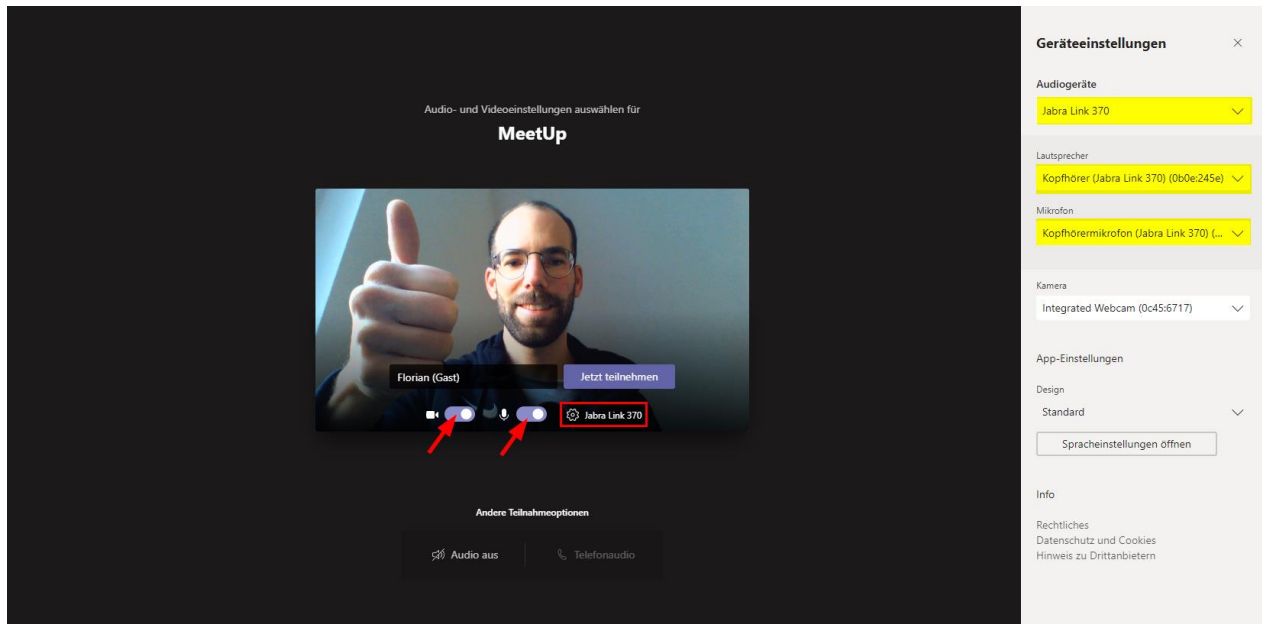 Audio- und Videoeinstellungen auswählen für
MeetUp
Florian (Gast)
Jetzt teilnehmen
Jabra Link 370
Andere Teilnahmeoptionen
Audio aus
Telefonaudio
Geräteeinstellungen
Audiogeräte
Jabra Link 370
Lautsprecher
Kopfhörer (Jabra Link 370) (0b0e:245e)
Mikrofon
Kopfhörermikrofon (Jabra Link 370) (...
Kamera
Integrated Webcam (0c45:6717)
App-Einstellungen
Design
Standard
Spracheinstellungen öffnen
Info
Rechtliches
Datenschutz und Cookies
Hinweis zu Drittanbietern